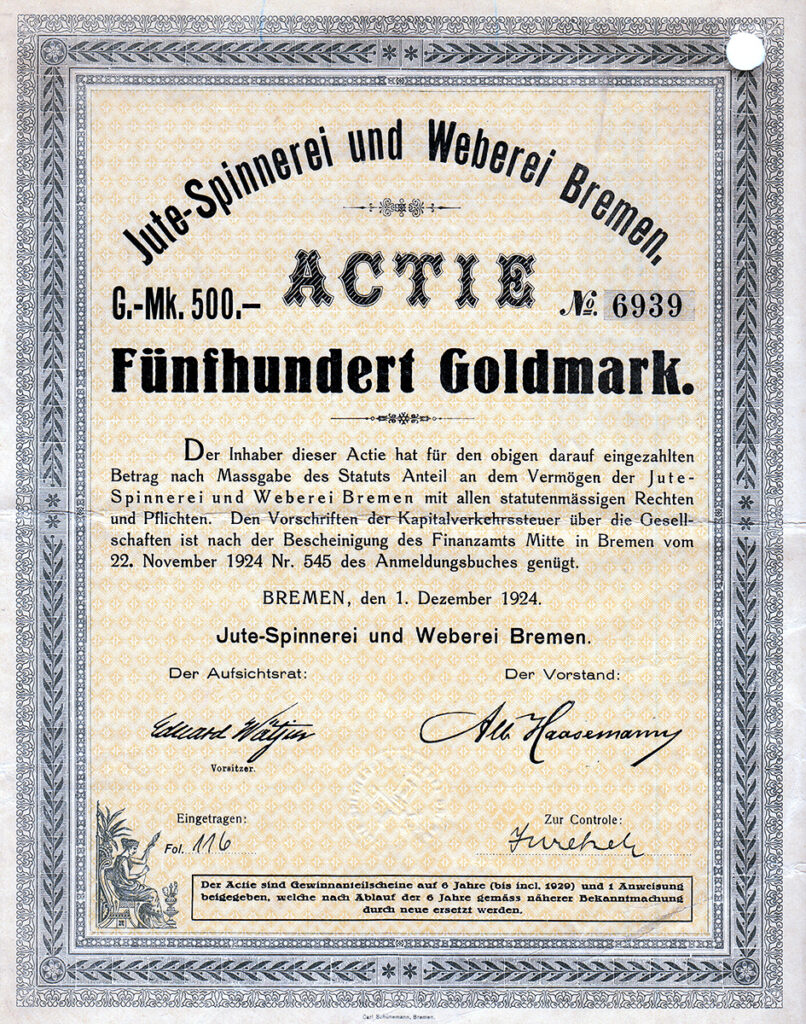 Jute-Spinnerei und Weberei Bremen.
ACTIE
G.-Mk. 500.— No. 6939
Fünfhundert Goldmark.
Der Inhaber dieser Actie hat für den obigen darauf eingezahlten
Betrag nach Massgabe des Statuts Anteil an dem Vermögen der Jute-
Spinnerei und Weberei Bremen mit allen statutenmässigen Rechten
und Pflichten. Den Vorschriften der Kapitalverkehrssteuer über die Gesell-
schaften ist nach der Bescheinigung des Finanzamts Mitte in Bremen vom
22. November 1924 Nr. 545 des Anmeldungsbuches genügt.
BREMEN, den 1. Dezember 1924.
Jute-Spinnerei und Weberei Bremen.
Der Aufsichtsrat: Der Vorstand:
Eduard Wätjen Alb Haasemann
Vorsitzer.
Eingetragen: Zur Controle:
Fol. 116
Der Actie sind Gewinnanteilscheine auf 6 Jahre (bis incl. 1929) und 1 Anweisung
beigegeben, welche nach Ablauf der 6 Jahre gemäss näherer Bekanntmachung
durch neue ersetzt werden.
Carl Schünemann, Bremen.